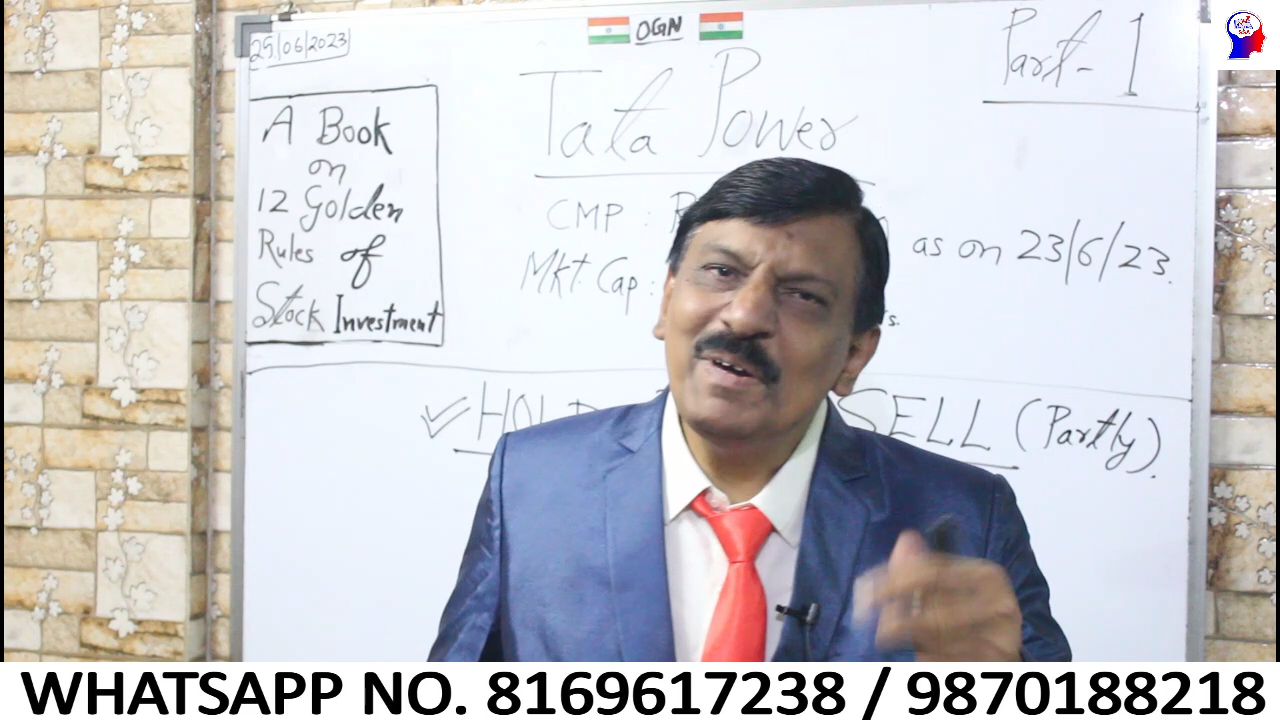 25/06/2023
OGN
Part-1
Tata Power
A Book
on
12 Golden
Rules of
Stock Investment
CMP :
as on 23/6/23.
Mkt. Cap :
HOLD SELL (Partly).
WHATSAPP NO. 8169617238 / 9870188218